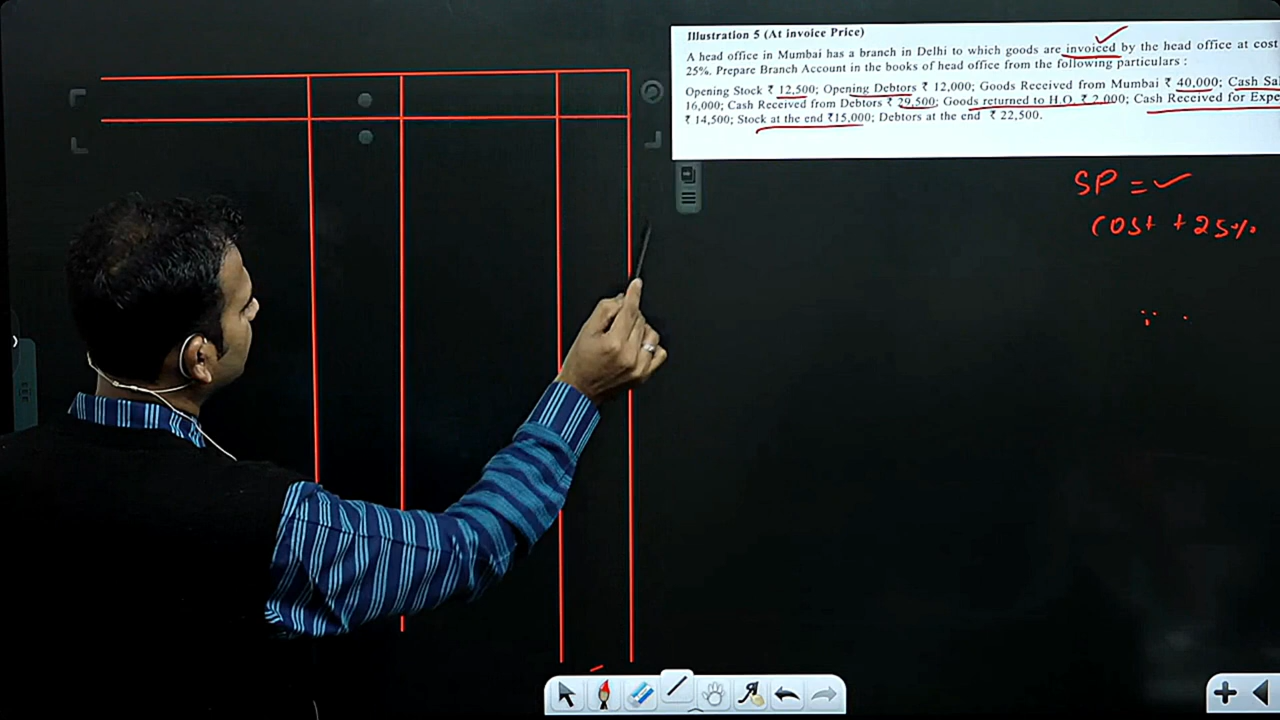 Illustration 5 (At invoice Price)
A head office in Mumbai has a branch in Delhi to which goods are invoiced by the head office at cost
25%. Prepare Branch Account in the books of head office from the following particulars :
Opening Stock ₹ 12,500; Opening Debtors ₹ 12,000; Goods Received from Mumbai ₹ 40,000; Cash Sa
16,000; Cash Received from Debtors ₹ 29,500; Goods returned to H.O. ₹ 2,000; Cash Received for Expe
₹ 14,500; Stock at the end ₹15,000; Debtors at the end ₹ 22,500.
SP =
Cost + 25%